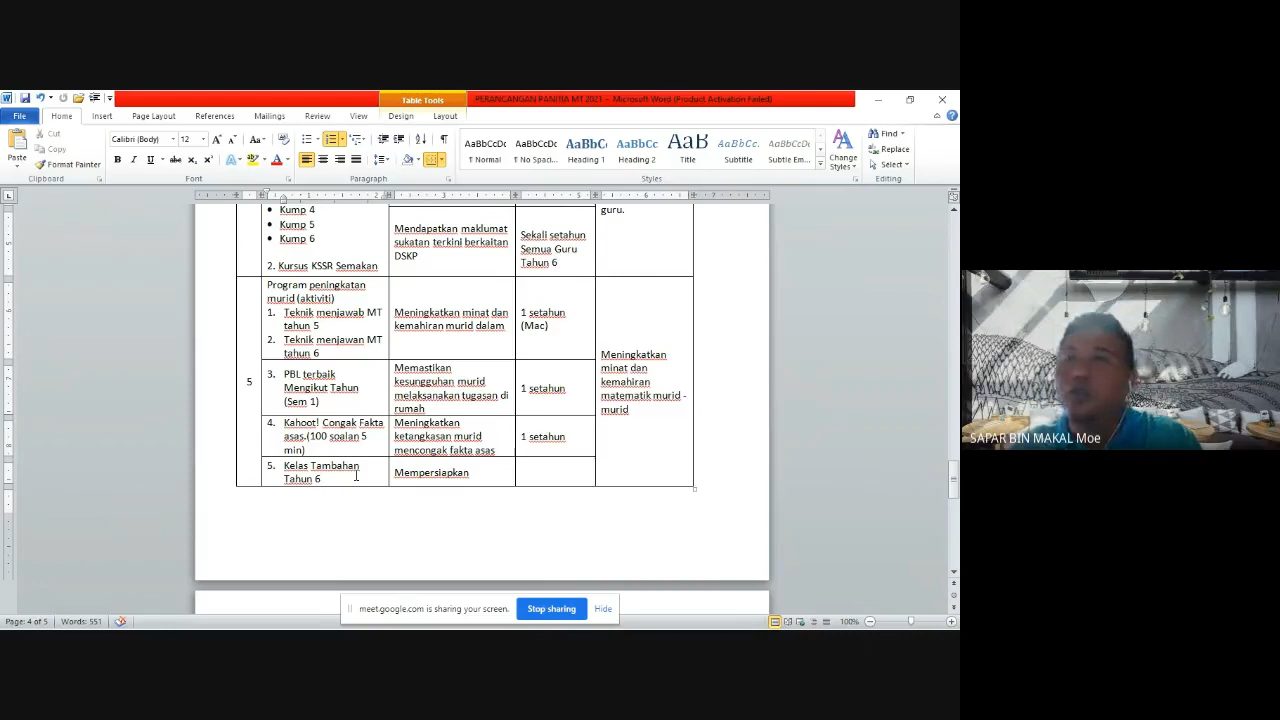 Table Tools
PERANCANGAN PANITIA MT 2021 - Microsoft Word (Product Activation Failed)
File Home Insert Page Layout References Mailings Review View Design Layout
Cut
Copy
Format Painter
Paste
Calibri (Body) 12
AaBbCcDc AaBbCcDc AaBbC AaBbCc AaB AaBbCc. AaBbCcDc
¶ Normal ¶ No Spac... Heading 1 Heading 2 Title Subtitle Subtle Em...
Change
Styles
Find
Replace
Select
Clipboard Font Paragraph Styles Editing
• Kump 4
• Kump 5
• Kump 6
2. Kursus KSSR Semakan
Mendapatkan maklumat
sukatan terkini berkaitan
DSKP
Sekali setahun
Semua Guru
Tahun 6
guru.
5
Program peningkatan
murid (aktiviti)
1. Teknik menjawab MT
tahun 5
2. Teknik menjawan MT
tahun 6
Meningkatkan minat dan
kemahiran murid dalam
1 setahun
(Mac)
Meningkatkan
minat dan
kemahiran
matematik murid -
murid
3. PBL terbaik
Mengikut Tahun
(Sem 1)
Memastikan
kesungguhan murid
melaksanakan tugasan di
rumah
1 setahun
4. Kahoot! Congak Fakta
asas.(100 soalan 5
min)
Meningkatkan
ketangkasan murid
mencongak fakta asas
1 setahun
5. Kelas Tambahan
Tahun 6
Mempersiapkan
meet.google.com is sharing your screen. Stop sharing Hide
Page: 4 of 5 Words: 551 100%
SAPAR BIN MAKAL Moe